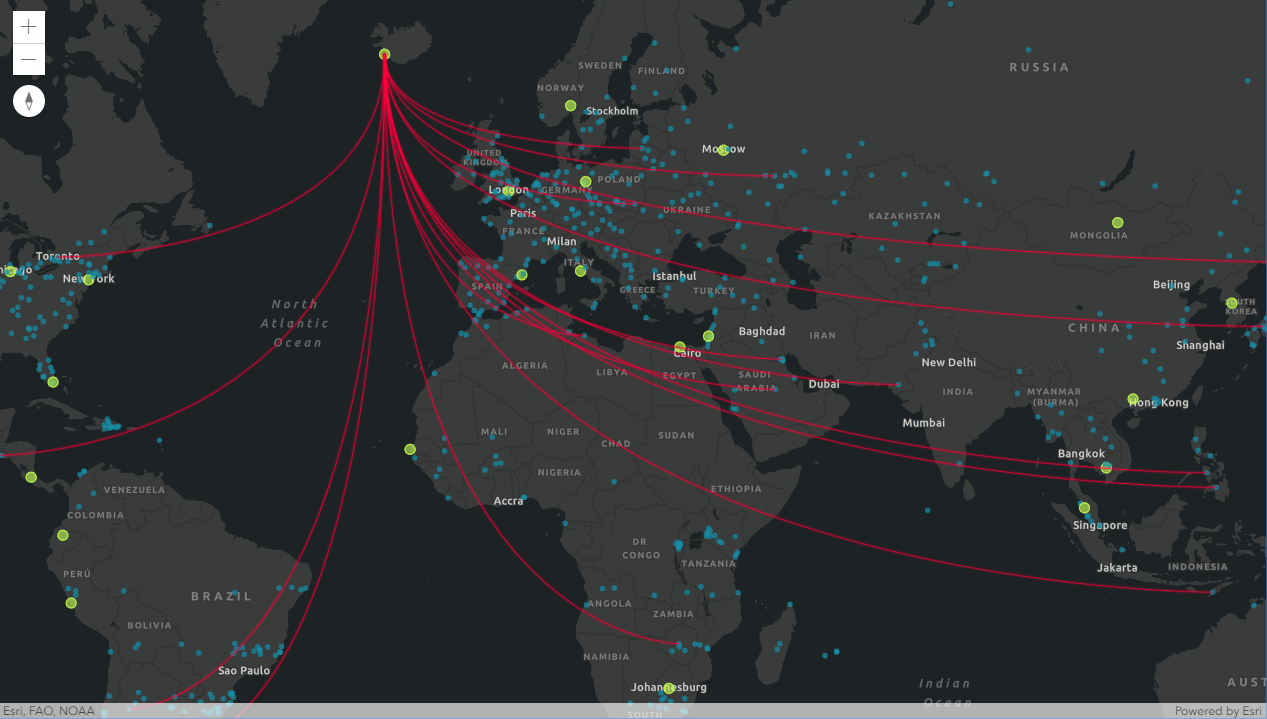 +
−
RUSSIA
SWEDEN
FINLAND
NORWAY
Stockholm
Moscow
UNITED
KINGDOM
London
GERMANY
POLAND
Paris
FRANCE
UKRAINE
KAZAKHSTAN
MONGOLIA
Milan
ITALY
SPAIN
Istanbul
GREECE
TURKEY
Toronto
New York
North
Atlantic
Ocean
Beijing
SOUTH
KOREA
CHINA
Shanghai
Baghdad
IRAN
Cairo
ALGERIA
LIBYA
EGYPT
SAUDI
ARABIA
Dubai
New Delhi
INDIA
MYANMAR
(BURMA)
Hong Kong
Mumbai
MALI
NIGER
CHAD
SUDAN
Bangkok
NIGERIA
ETHIOPIA
VENEZUELA
COLOMBIA
Accra
Singapore
DR
CONGO
TANZANIA
Jakarta
INDONESIA
PERÚ
BRAZIL
ANGOLA
ZAMBIA
BOLIVIA
NAMIBIA
Sao Paulo
Johannesburg
Indian
Ocean
AUST
SOUTH
Esri, FAO, NOAA
Powered by Esri